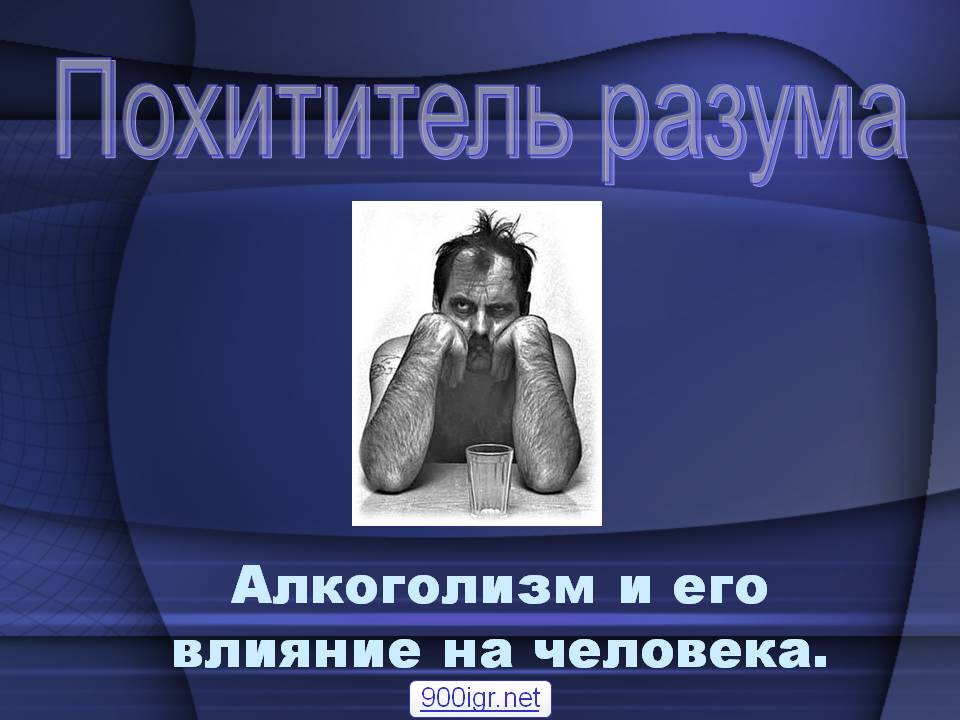 Похититель разума
Алкоголизм и его
влияние на человека.
900igr.net